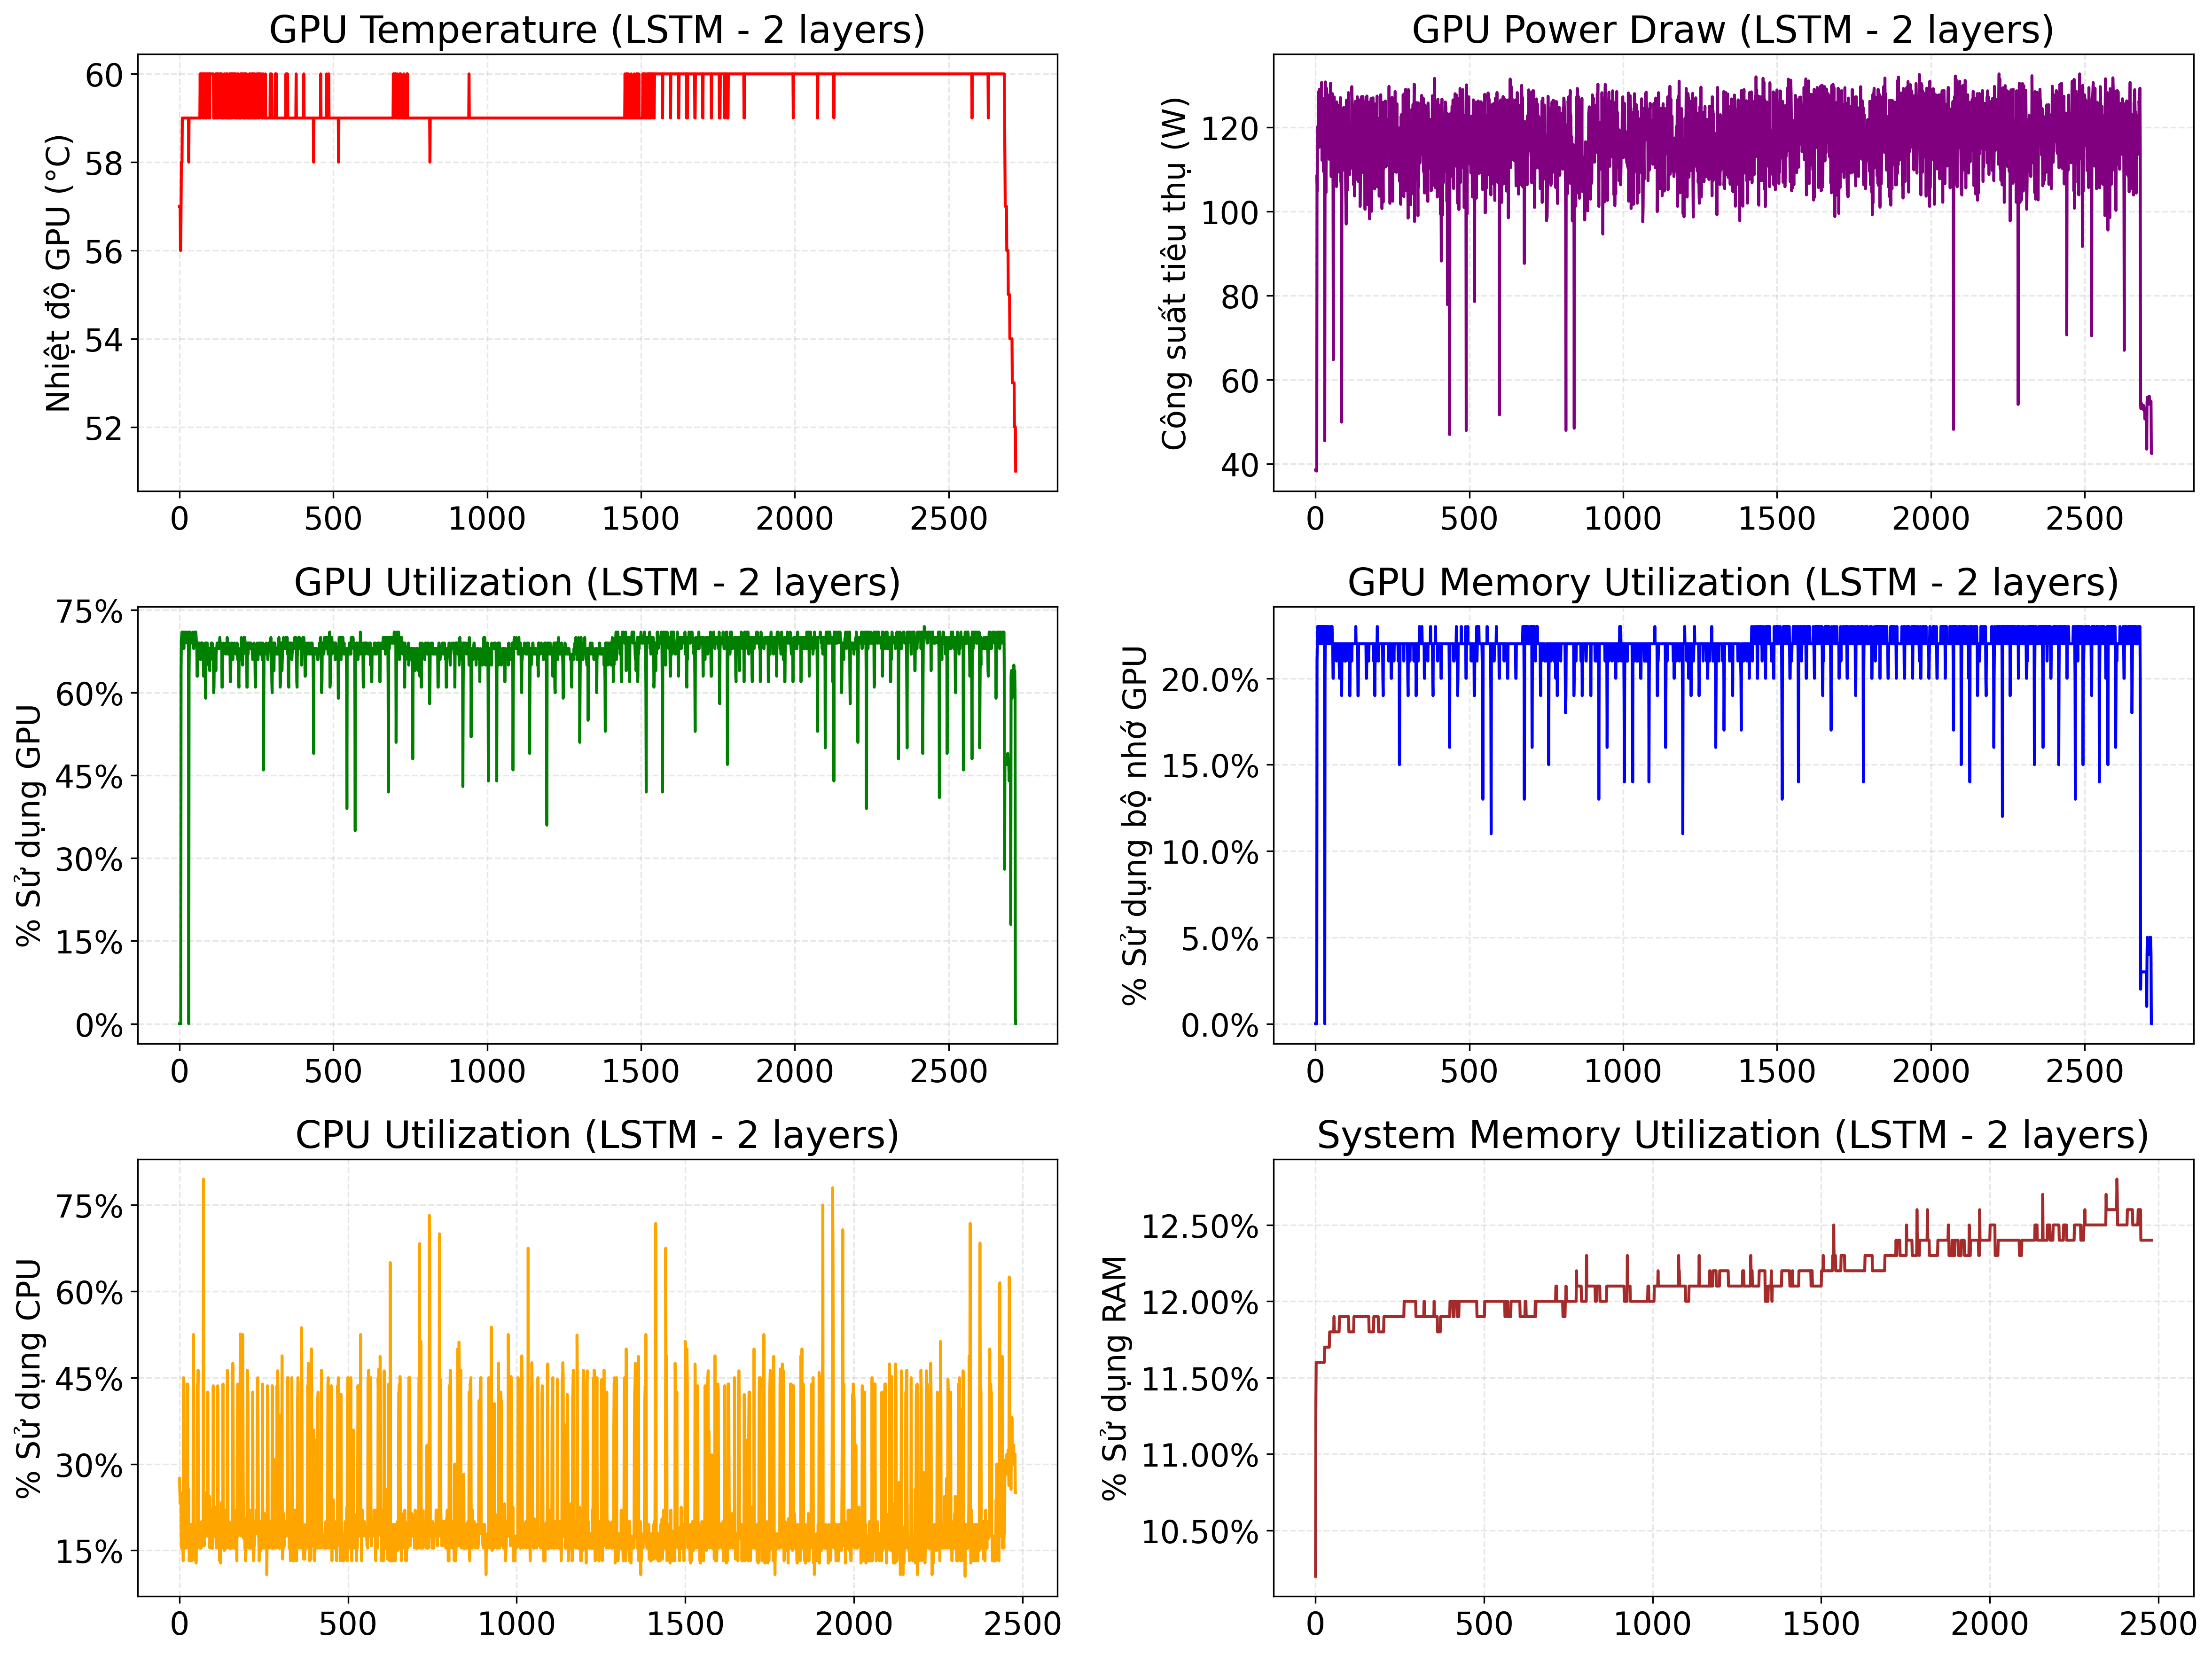 GPU Temperature (LSTM - 2 layers)
Nhiệt độ GPU (°C)
60
58
56
54
52
0 500 1000 1500 2000 2500
GPU Power Draw (LSTM - 2 layers)
Công suất tiêu thụ (W)
120
100
80
60
40
0 500 1000 1500 2000 2500
GPU Utilization (LSTM - 2 layers)
% Sử dụng GPU
75%
60%
45%
30%
15%
0%
0 500 1000 1500 2000 2500
GPU Memory Utilization (LSTM - 2 layers)
% Sử dụng bộ nhớ GPU
20.0%
15.0%
10.0%
5.0%
0.0%
0 500 1000 1500 2000 2500
CPU Utilization (LSTM - 2 layers)
% Sử dụng CPU
75%
60%
45%
30%
15%
0 500 1000 1500 2000 2500
System Memory Utilization (LSTM - 2 layers)
% Sử dụng RAM
12.50%
12.00%
11.50%
11.00%
10.50%
0 500 1000 1500 2000 2500